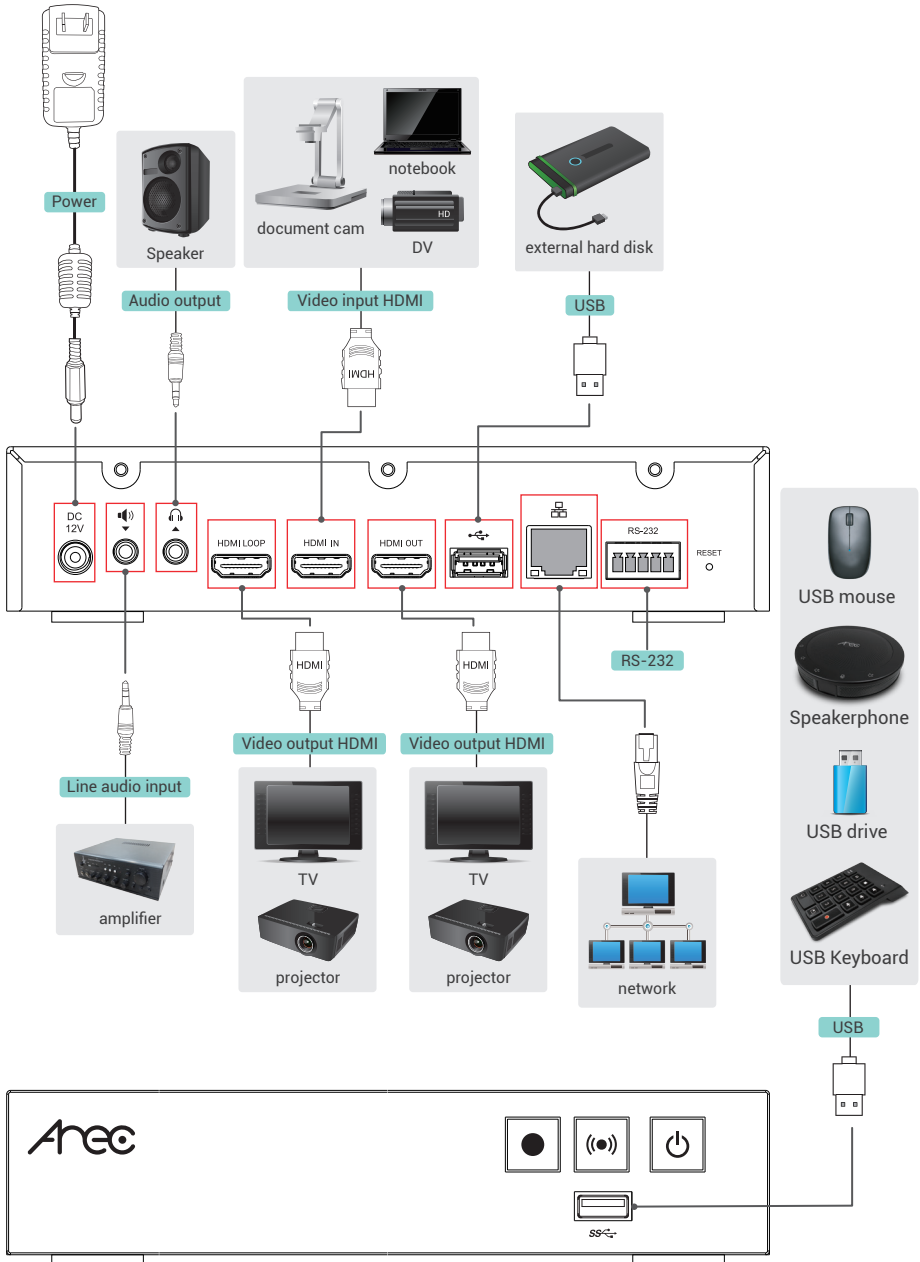 Power
Speaker
Audio output
document cam
notebook
HD
DV
Video input HDMI
HDMI
external hard disk
USB
DC
12V
HDMI LOOP
HDMI IN
HDMI OUT
RS-232
RESET
HDMI
HDMI
RS-232
Line audio input
amplifier
Video output HDMI
TV
projector
Video output HDMI
TV
projector
network
USB mouse
Arec
Speakerphone
USB drive
USB Keyboard
USB
Arec
SS